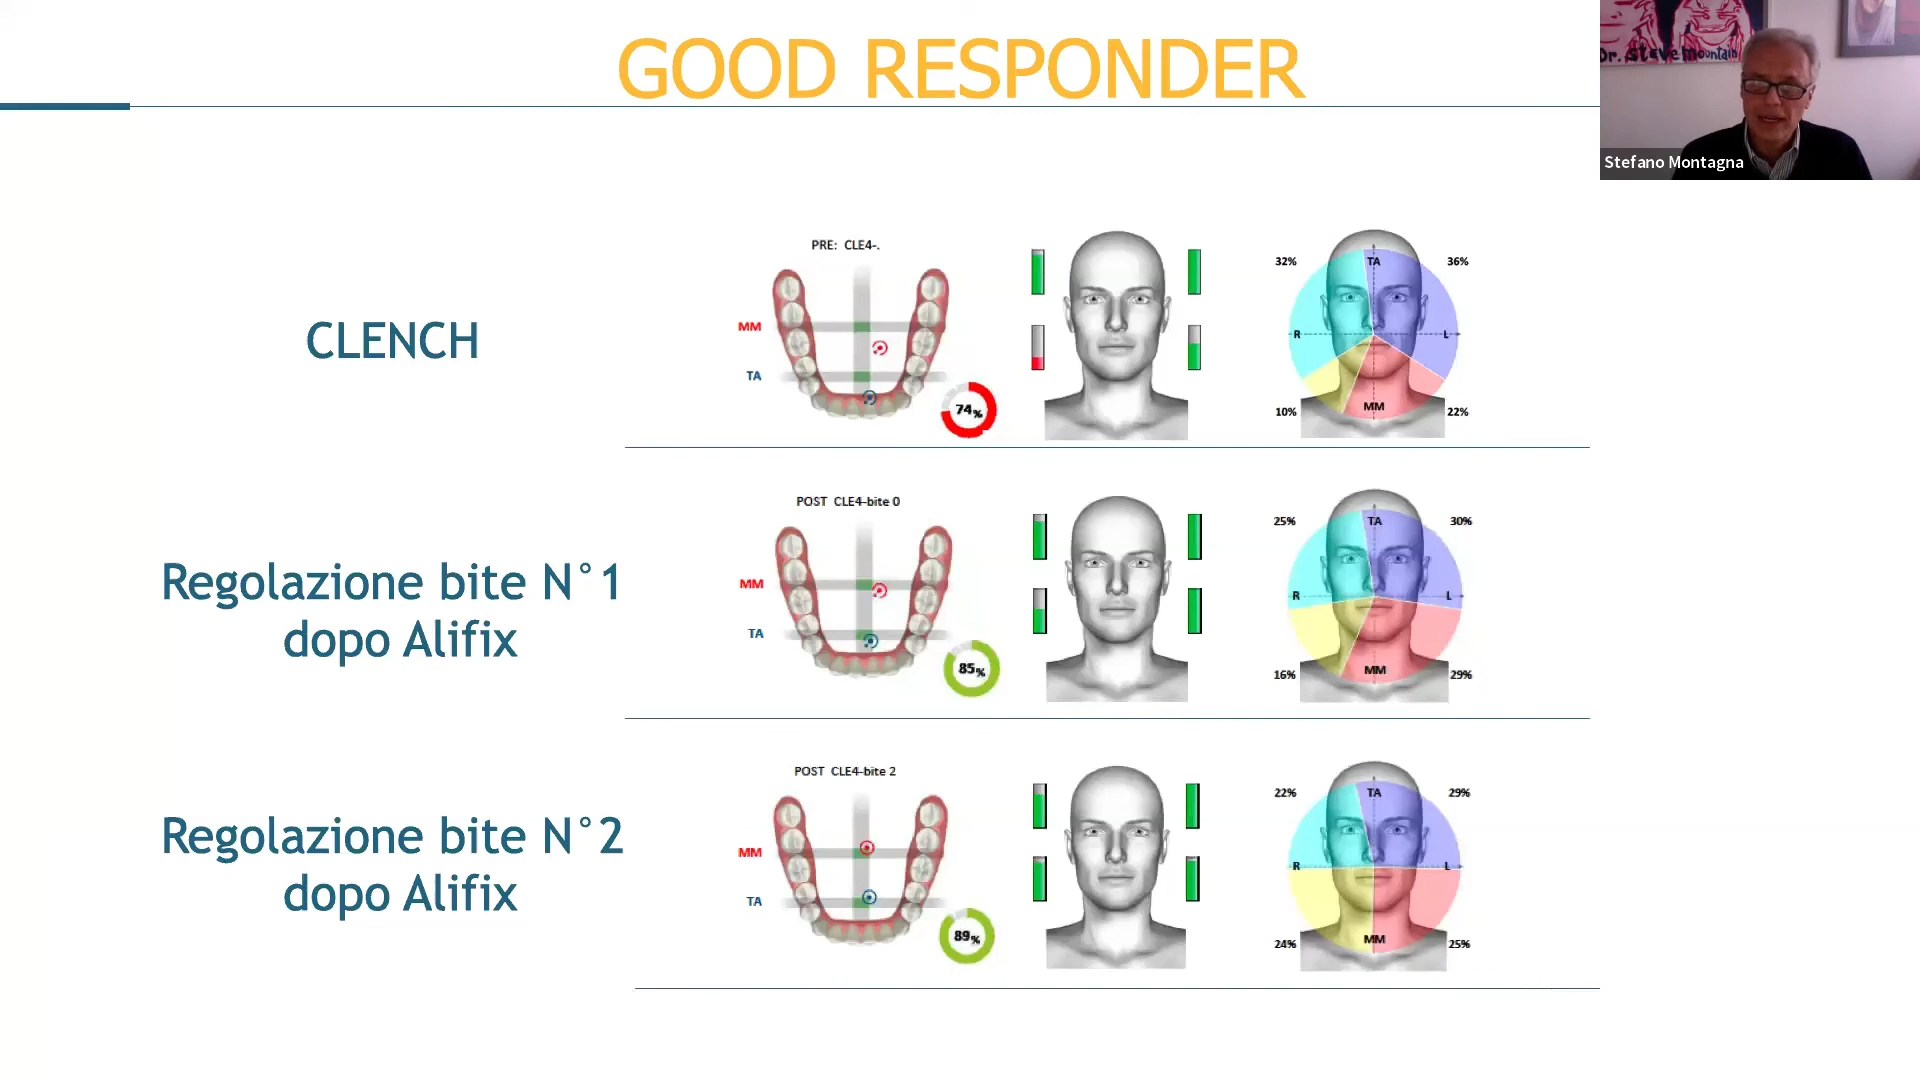 GOOD RESPONDER
Dr. Steve Mountain
Stefano Montagna
CLENCH
PRE: CLE4-.
MM
TA
74%
32%
36%
TA
R
L
MM
10%
22%
Regolazione bite N°1
dopo Alifix
POST CLE4-bite 0
MM
TA
85%
25%
30%
TA
R
L
MM
16%
29%
Regolazione bite N°2
dopo Alifix
POST CLE4-bite 2
MM
TA
89%
22%
29%
TA
R
L
MM
24%
25%